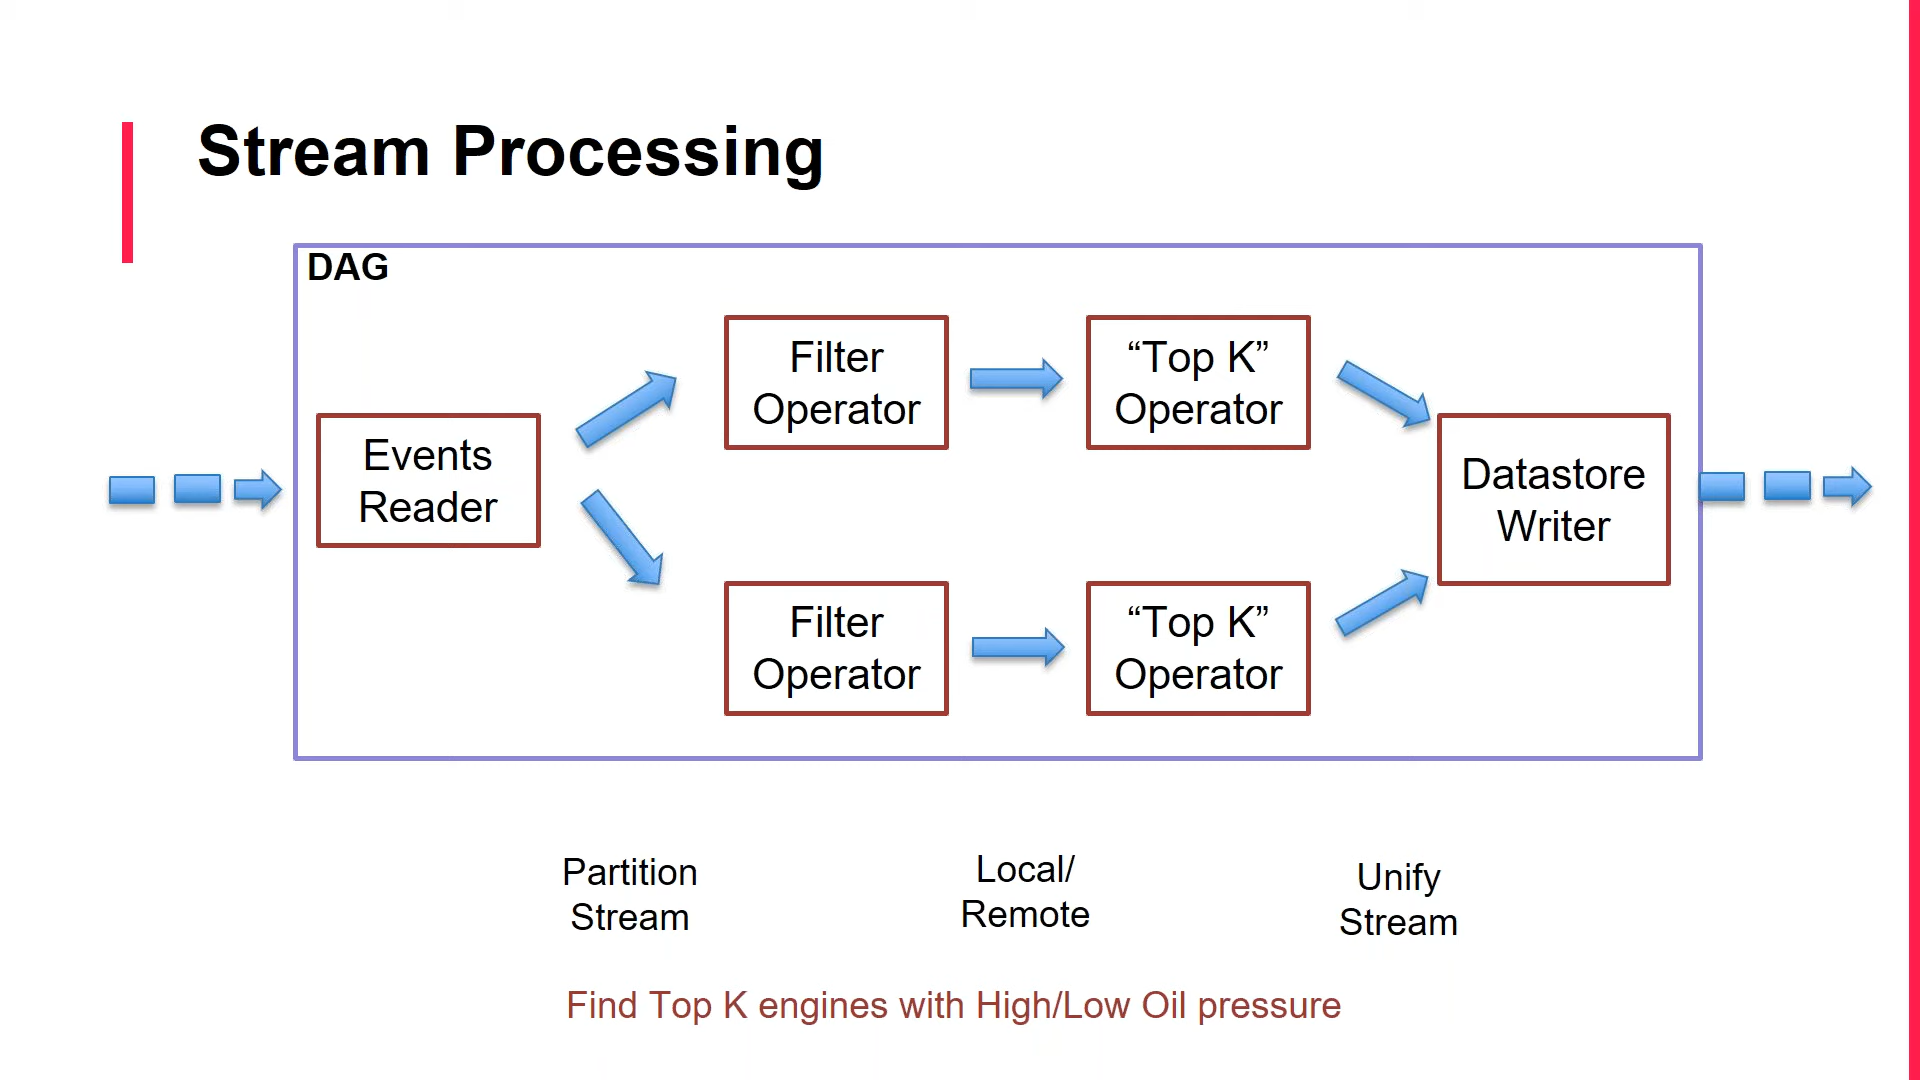 Stream Processing
DAG
Filter
Operator
“Top K”
Operator
Events
Reader
Datastore
Writer
Filter
Operator
“Top K”
Operator
Partition
Stream
Local/
Remote
Unify
Stream
Find Top K engines with High/Low Oil pressure